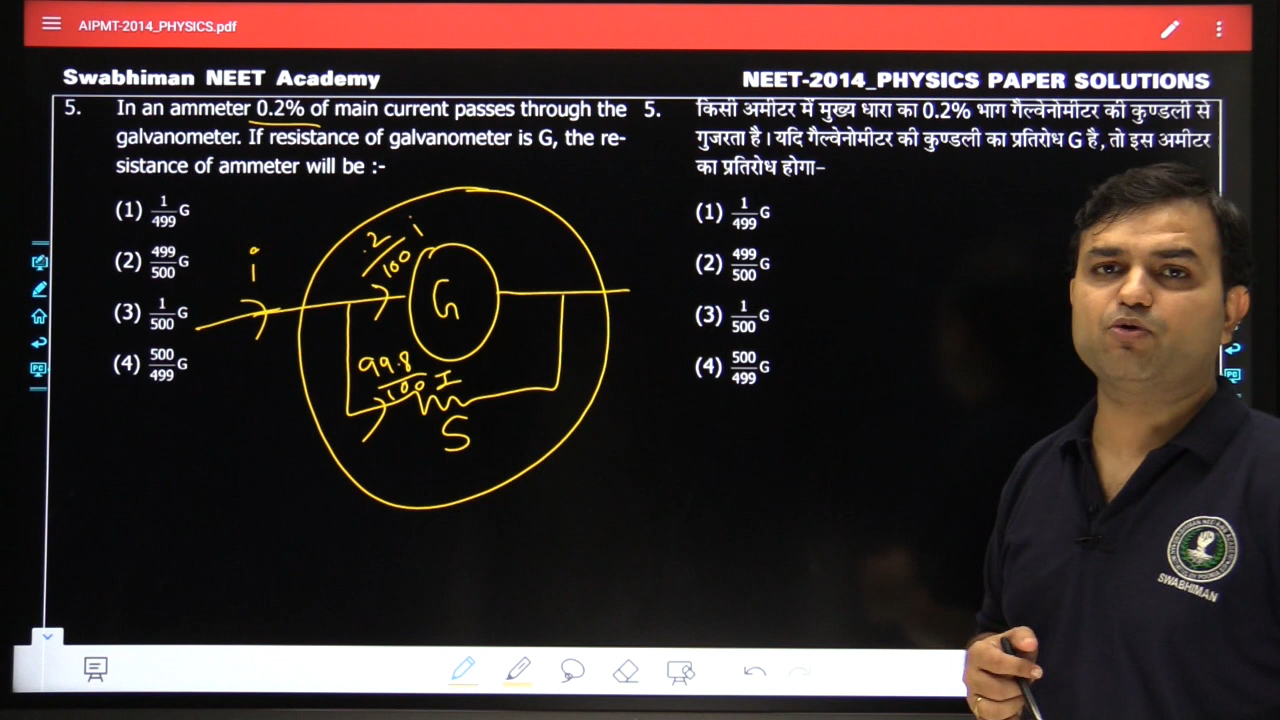 AIPMT-2014_PHYSICS.pdf
Swabhiman NEET Academy
NEET-2014_PHYSICS PAPER SOLUTIONS
5. In an ammeter 0.2% of main current passes through the
galvanometer. If resistance of galvanometer is G, the re-
sistance of ammeter will be :-
(1) 1/499 G
(2) 499/500 G
(3) 1/500 G
(4) 500/499 G
i
.2/100 i
G
99.8/100 I
S
5. किसी अमीटर में मुख्य धारा का 0.2% भाग गैल्वेनोमीटर की कुण्डली से
गुजरता है। यदि गैल्वेनोमीटर की कुण्डली का प्रतिरोध G है, तो इस अमीटर
का प्रतिरोध होगा–
(1) 1/499 G
(2) 499/500 G
(3) 1/500 G
(4) 500/499 G
PC
PC
SWABHIMAN